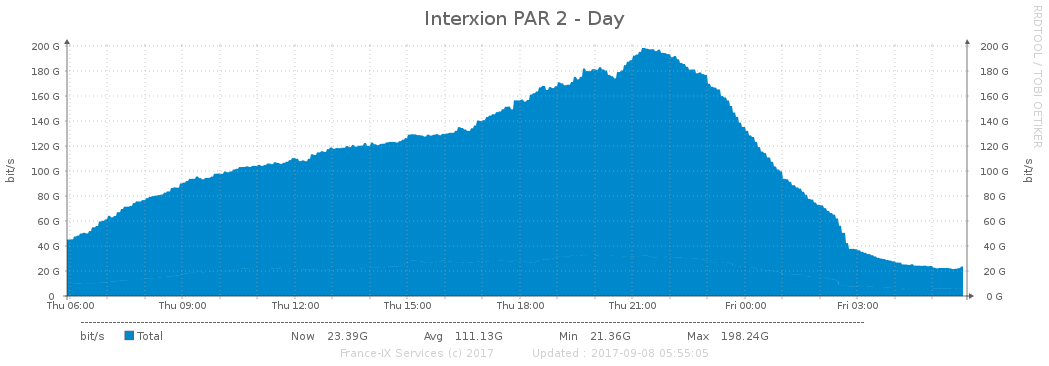 Interxion PAR 2 - Day
RRDTOOL / TOBI OETIKER
200 G 200 G
180 G 180 G
160 G 160 G
140 G 140 G
120 G 120 G
100 G 100 G
80 G 80 G
60 G 60 G
40 G 40 G
20 G 20 G
0 0 G
bit/s bit/s
Thu 06:00 Thu 09:00 Thu 12:00 Thu 15:00 Thu 18:00 Thu 21:00 Fri 00:00 Fri 03:00
bit/s Total Now 23.39G Avg 111.13G Min 21.36G Max 198.24G
France-IX Services (c) 2017 Updated : 2017-09-08 05:55:05